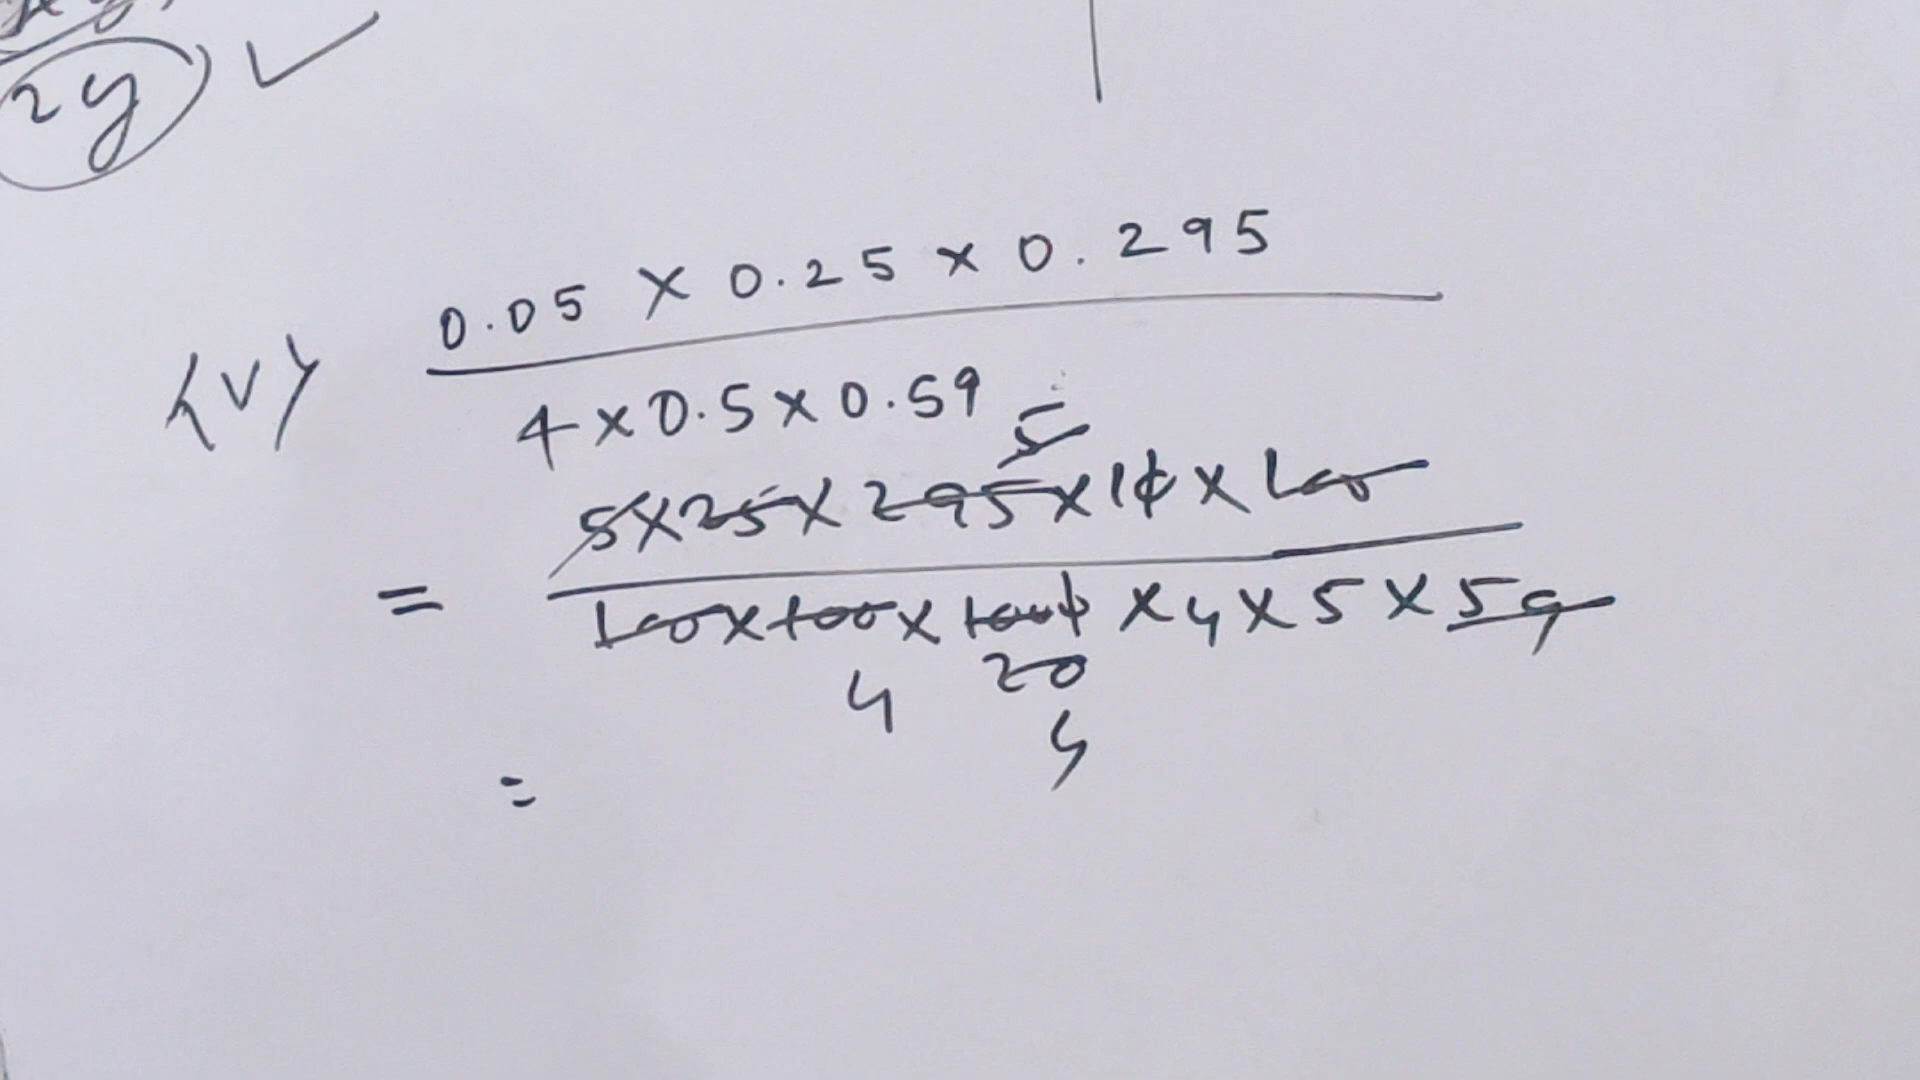 2y ✓
(V) 0.05 × 0.25 × 0.295
4 × 0.5 × 0.59
5
= 5 × 25 × 295 × 10 × 100
100 × 100 × 1000 × 4 × 5 × 59
4 20
4
=